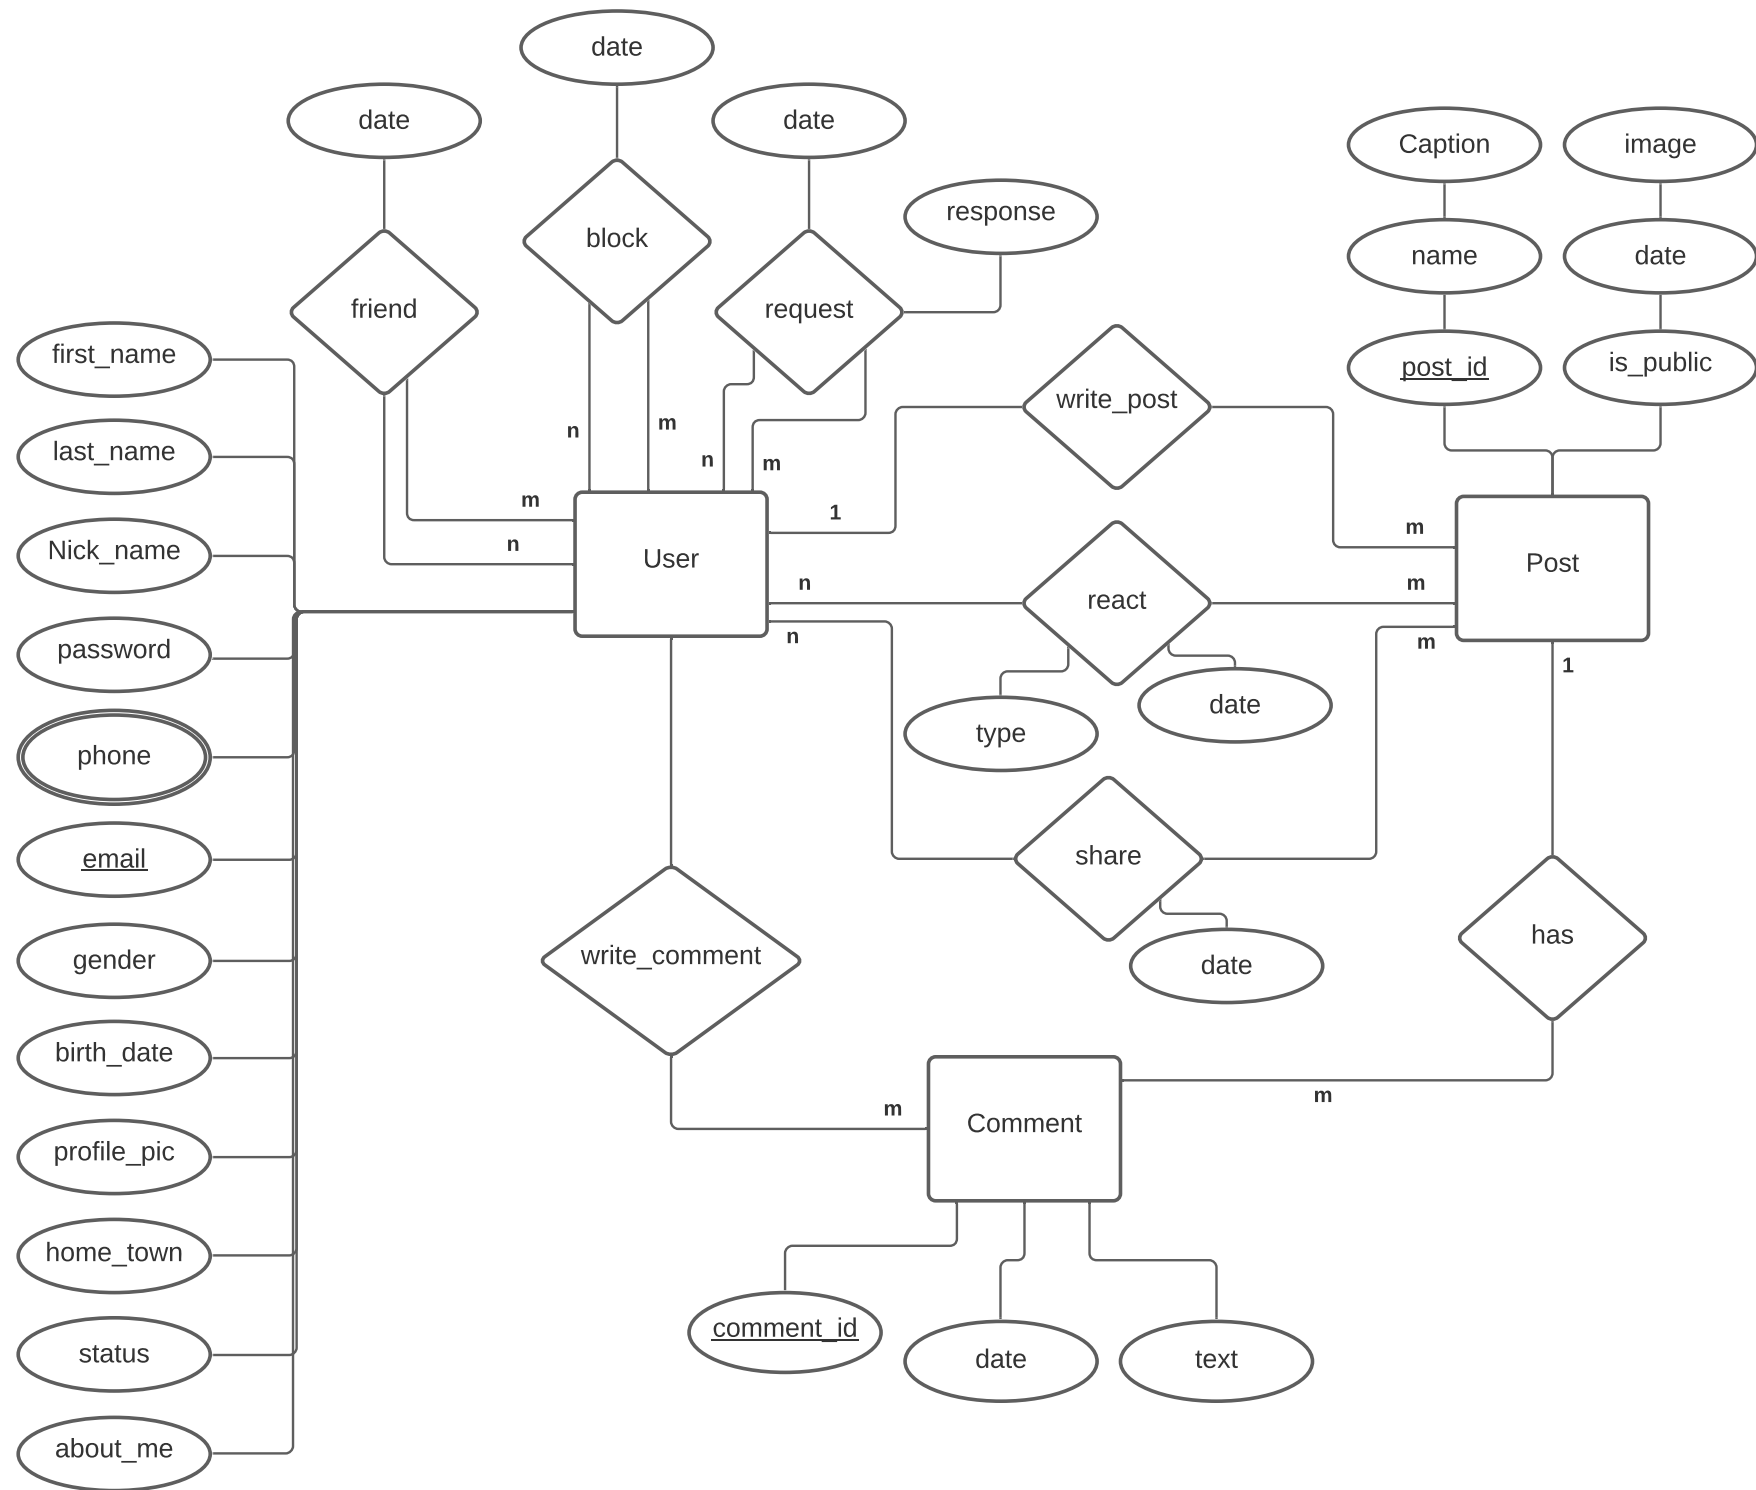 date
date
date
Caption
image
response
block
name
date
friend
request
first_name
write_post
post_id
is_public
n
m
last_name
n
m
m
1
m
n
User
Post
Nick_name
n
m
react
n
m
password
1
type
date
phone
email
share
gender
write_comment
date
has
birth_date
m
m
Comment
profile_pic
home_town
comment_id
date
text
status
about_me